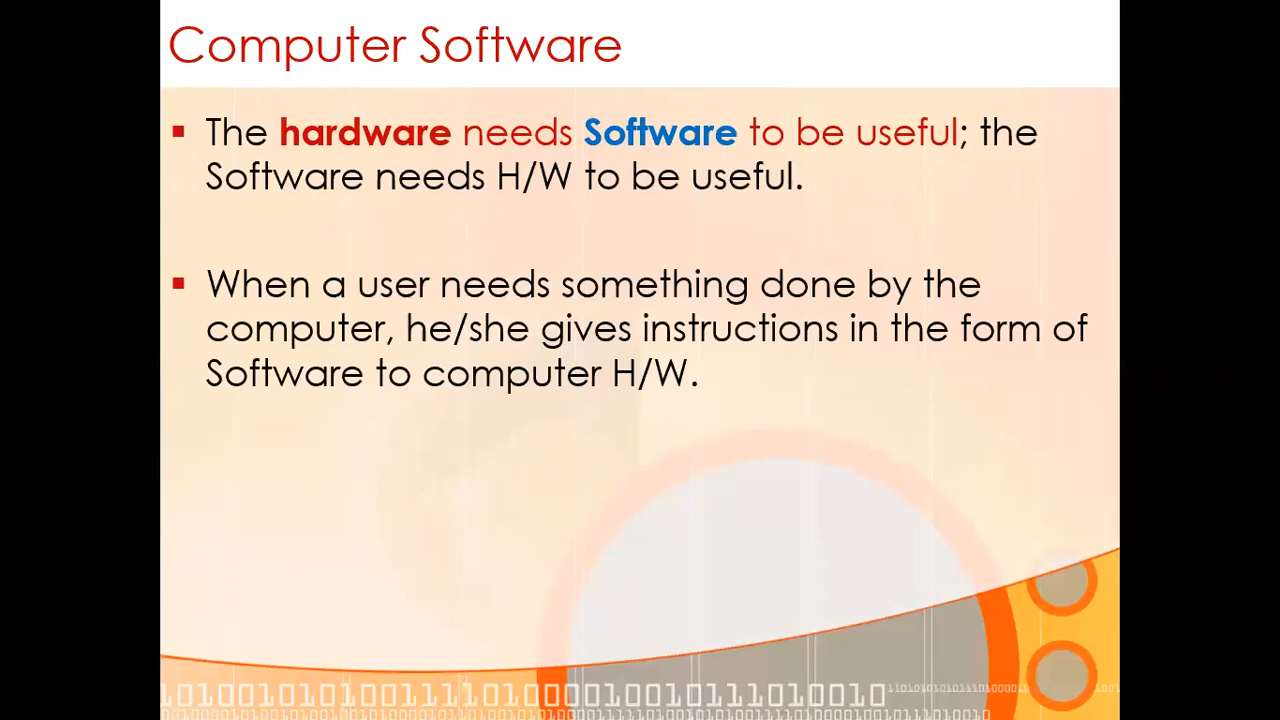 Computer Software
▪ The hardware needs Software to be useful; the
Software needs H/W to be useful.
▪ When a user needs something done by the
computer, he/she gives instructions in the form of
Software to computer H/W.